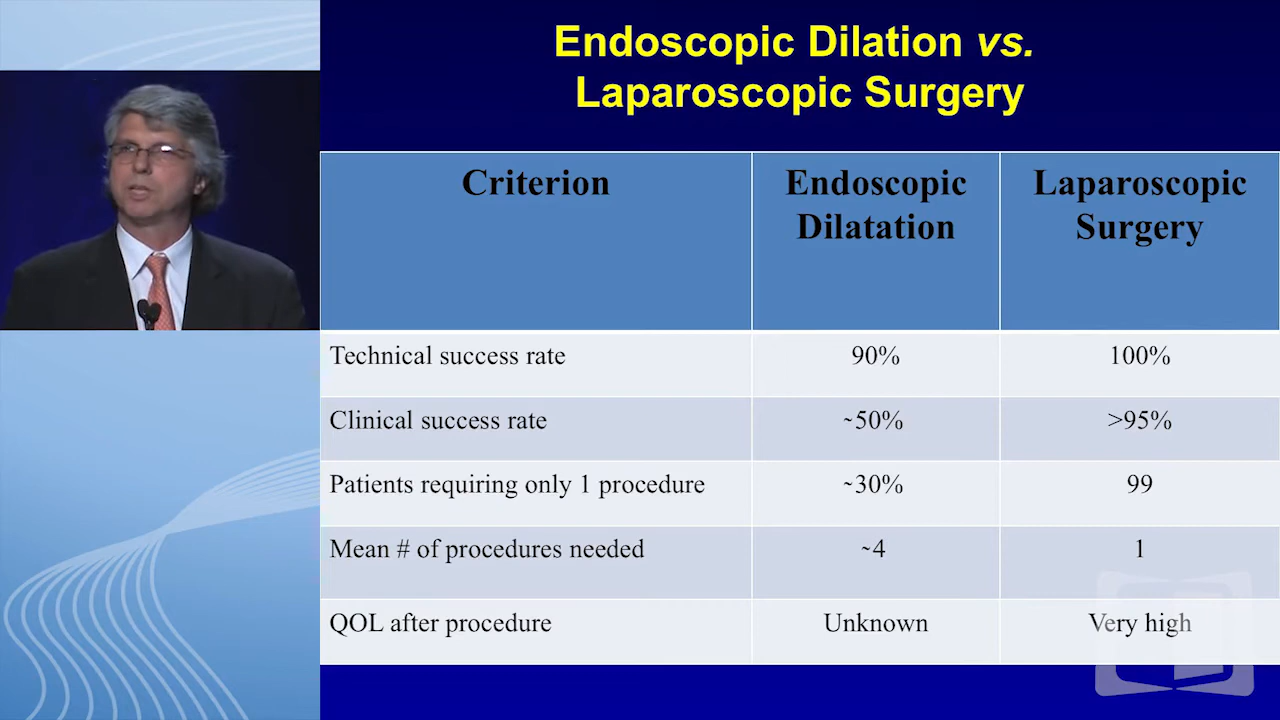 Endoscopic Dilation vs.
Laparoscopic Surgery
Criterion
Endoscopic
Dilatation
Laparoscopic
Surgery
Technical success rate
90%
100%
Clinical success rate
~50%
>95%
Patients requiring only 1 procedure
~30%
99
Mean # of procedures needed
~4
1
QOL after procedure
Unknown
Very high